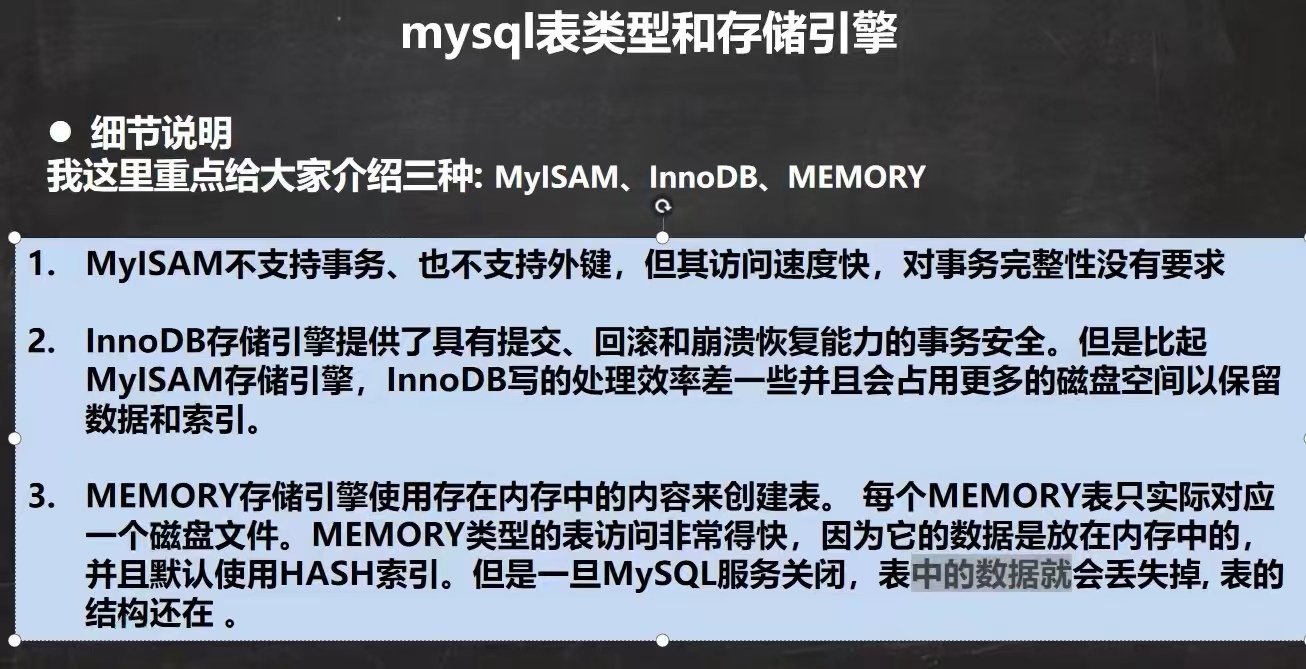 mysql表类型和存储引擎
● 细节说明
我这里重点给大家介绍三种: MyISAM、InnoDB、MEMORY
1. MyISAM不支持事务、也不支持外键，但其访问速度快，对事务完整性没有要求
2. InnoDB存储引擎提供了具有提交、回滚和崩溃恢复能力的事务安全。但是比起
MyISAM存储引擎，InnoDB写的处理效率差一些并且会占用更多的磁盘空间以保留
数据和索引。
3. MEMORY存储引擎使用存在内存中的内容来创建表。 每个MEMORY表只实际对应
一个磁盘文件。MEMORY类型的表访问非常得快，因为它的数据是放在内存中的，
并且默认使用HASH索引。但是一旦MySQL服务关闭，表中的数据就会丢失掉, 表的
结构还在 。